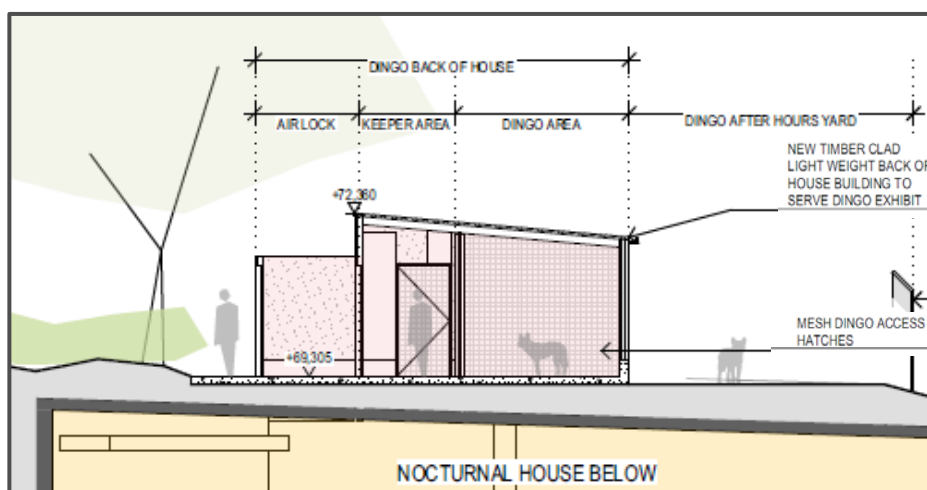 DINGO BACK OF HOUSE
AIR LOCK
KEEPER AREA
DINGO AREA
DINGO AFTER HOURS YARD
NEW TIMBER CLAD
LIGHT WEIGHT BACK OF
HOUSE BUILDING TO
SERVE DINGO EXHIBIT
+72,360
MESH DINGO ACCESS
HATCHES
+69,305
NOCTURNAL HOUSE BELOW